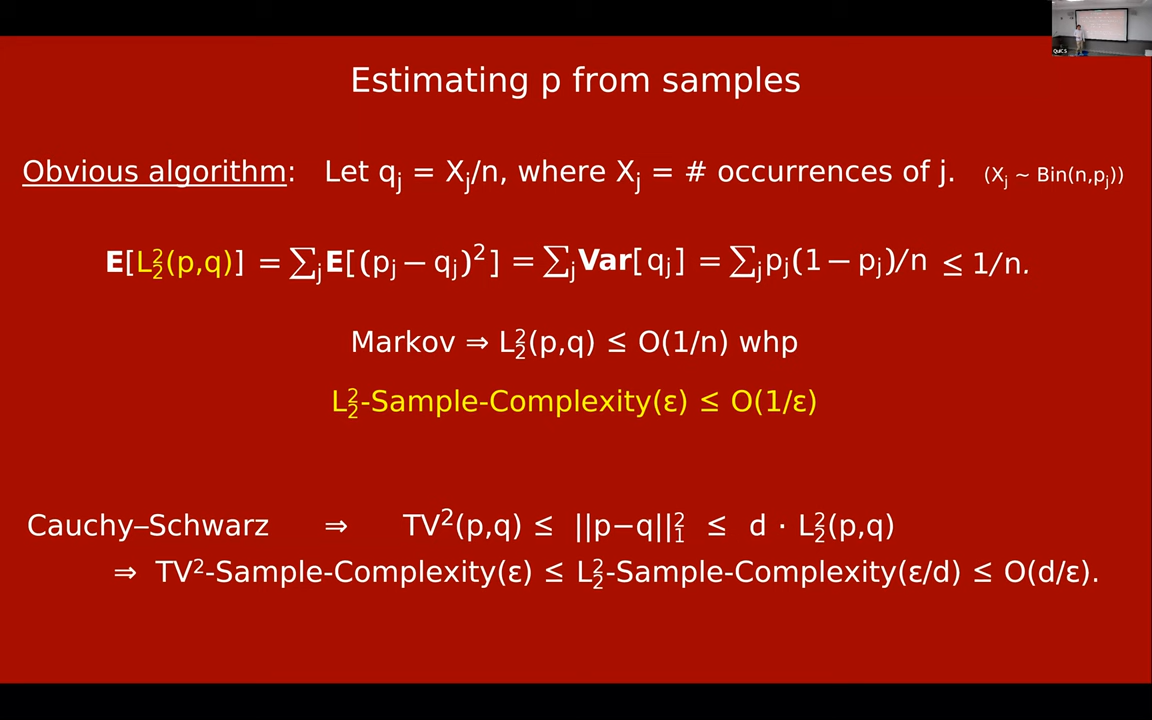 Estimating p from samples
Obvious algorithm: Let qⱼ = Xⱼ/n, where Xⱼ = # occurrences of j. (Xⱼ ~ Bin(n,pⱼ))
E[L₂²(p,q)] = ∑ⱼE[(pⱼ − qⱼ)²] = ∑ⱼVar[qⱼ] = ∑ⱼpⱼ(1 − pⱼ)/n ≤ 1/n.
Markov ⇒ L₂²(p,q) ≤ O(1/n) whp
L₂²-Sample-Complexity(ε) ≤ O(1/ε)
Cauchy–Schwarz ⇒ TV²(p,q) ≤ ||p−q||₁² ≤ d · L₂²(p,q)
⇒ TV²-Sample-Complexity(ε) ≤ L₂²-Sample-Complexity(ε/d) ≤ O(d/ε).
QuICS